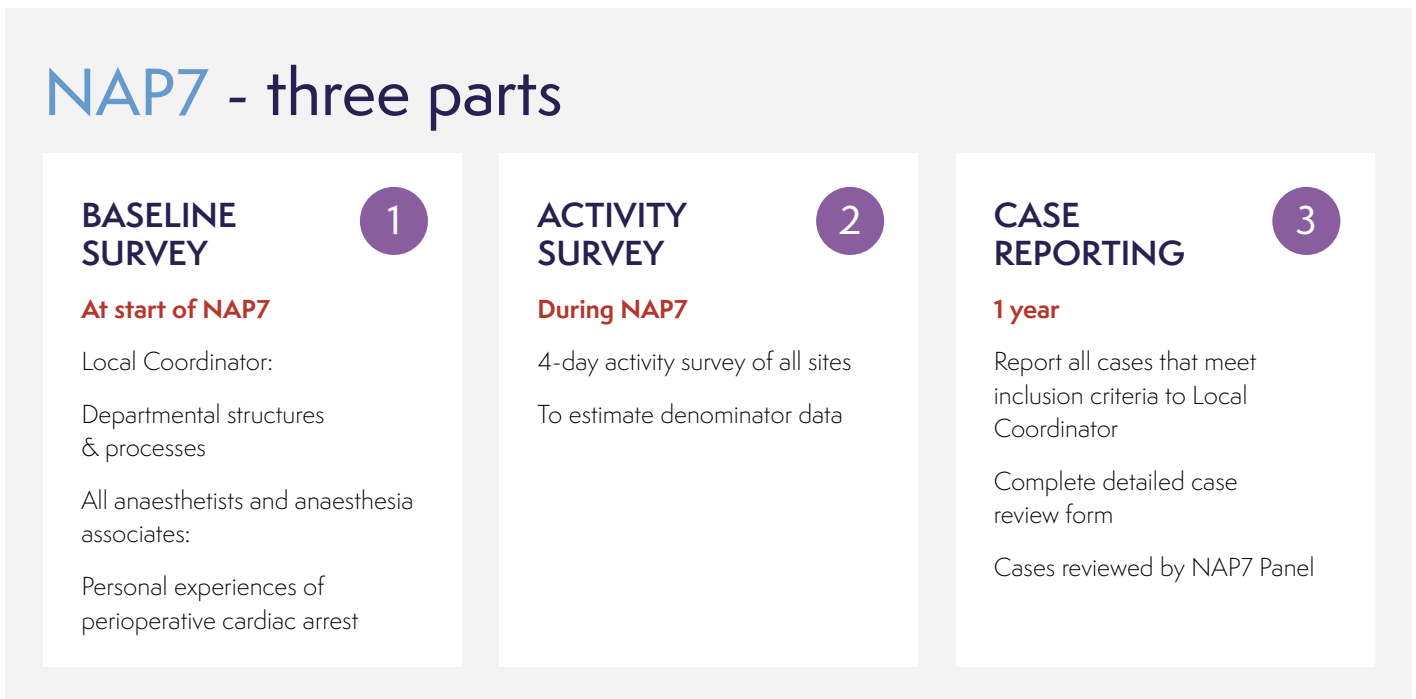 NAP7 - three parts
BASELINE
SURVEY
1
At start of NAP7
Local Coordinator:
Departmental structures
& processes
All anaesthetists and anaesthesia
associates:
Personal experiences of
perioperative cardiac arrest
ACTIVITY
SURVEY
2
During NAP7
4-day activity survey of all sites
To estimate denominator data
CASE
REPORTING
3
1 year
Report all cases that meet
inclusion criteria to Local
Coordinator
Complete detailed case
review form
Cases reviewed by NAP7 Panel